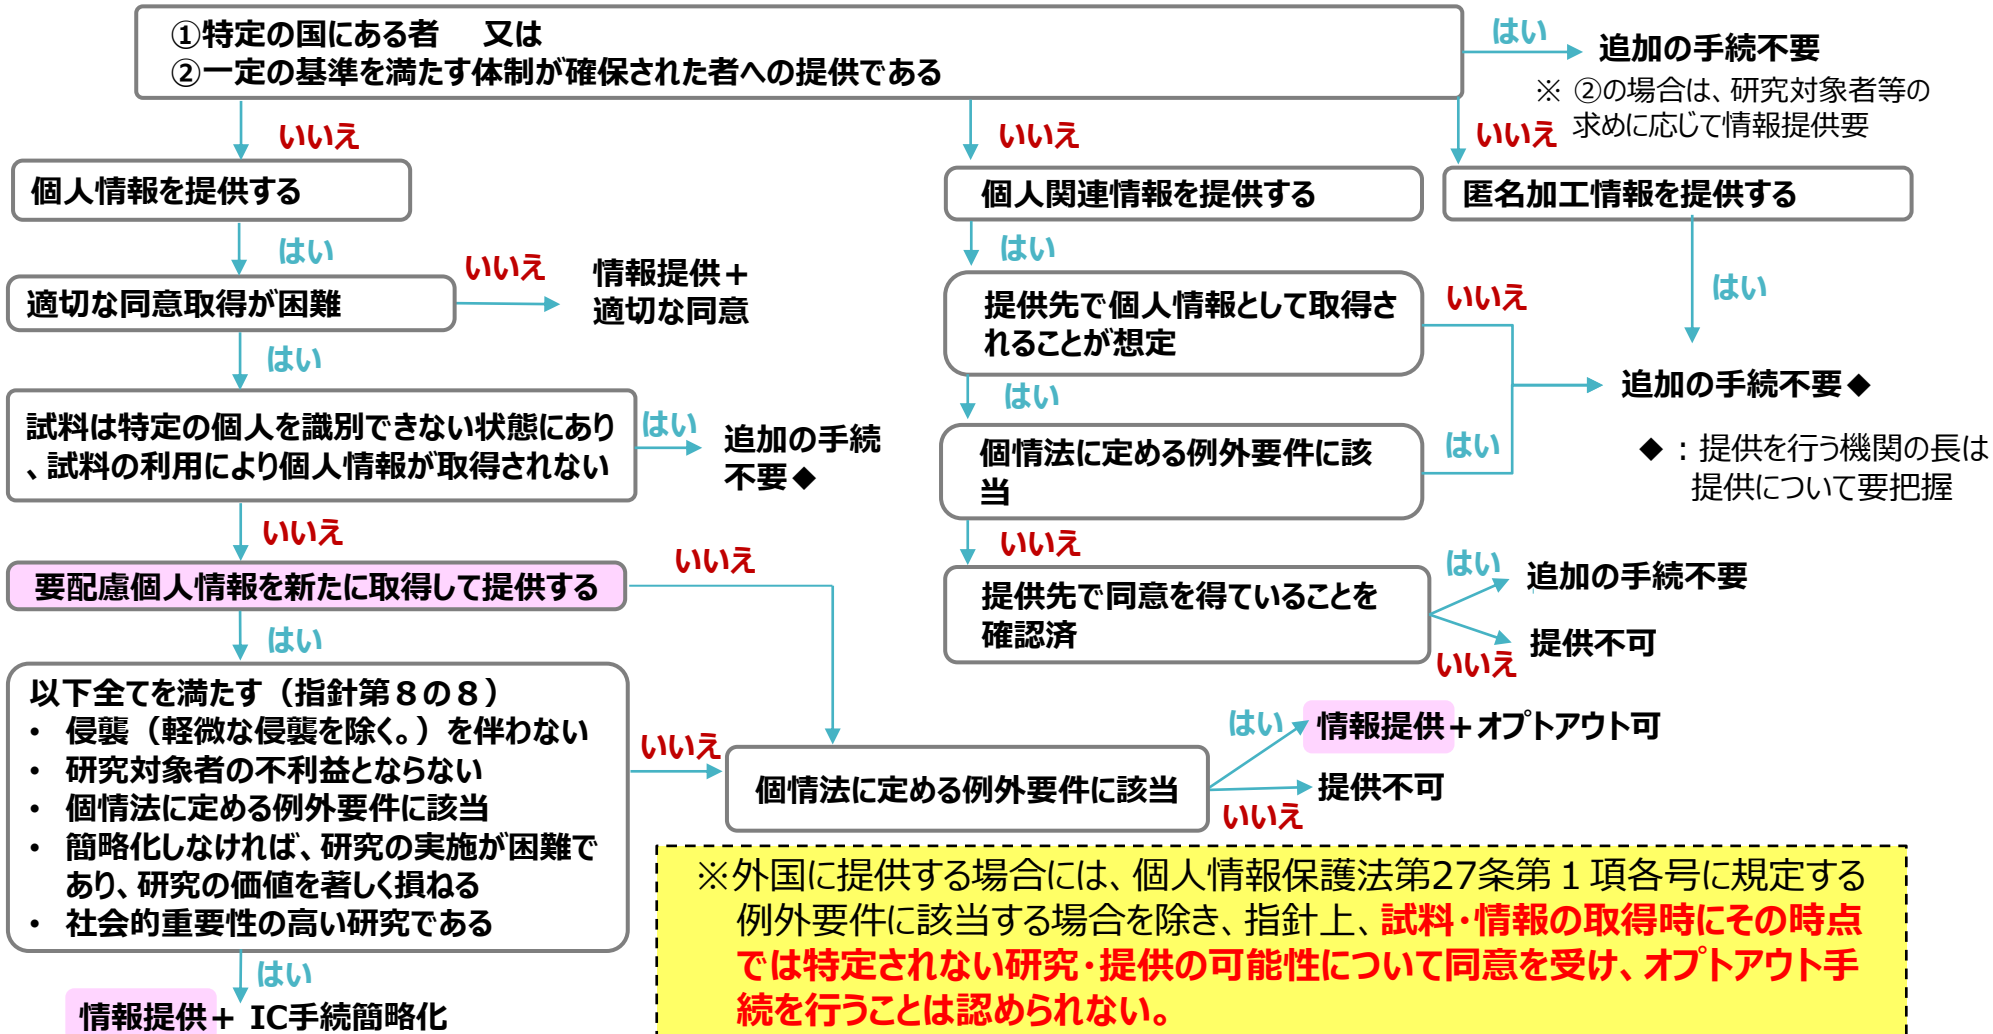 ①特定の国にある者　又は
②一定の基準を満たす体制が確保された者への提供である
はい
追加の手続不要
※ ②の場合は、研究対象者等の
求めに応じて情報提供要
いいえ
いいえ
いいえ
個人情報を提供する
個人関連情報を提供する
匿名加工情報を提供する
はい
はい
はい
適切な同意取得が困難
いいえ
情報提供＋
適切な同意
提供先で個人情報として取得さ
れることが想定
いいえ
はい
はい
追加の手続不要◆
◆：提供を行う機関の長は
提供について要把握
試料は特定の個人を識別できない状態にあり
、試料の利用により個人情報が取得されない
はい
追加の手続
不要◆
個情法に定める例外要件に該
当
はい
いいえ
いいえ
要配慮個人情報を新たに取得して提供する
いいえ
提供先で同意を得ていることを
確認済
はい
追加の手続不要
いいえ
提供不可
はい
以下全てを満たす（指針第８の８）
・ 侵襲（軽微な侵襲を除く。）を伴わない
・ 研究対象者の不利益とならない
・ 個情法に定める例外要件に該当
・ 簡略化しなければ、研究の実施が困難で
あり、研究の価値を著しく損ねる
・ 社会的重要性の高い研究である
いいえ
個情法に定める例外要件に該当
はい
情報提供＋オプトアウト可
いいえ
提供不可
はい
情報提供＋ IC手続簡略化
※外国に提供する場合には、個人情報保護法第27条第１項各号に規定する
例外要件に該当する場合を除き、指針上、試料・情報の取得時にその時点
では特定されない研究・提供の可能性について同意を受け、オプトアウト手
続を行うことは認められない。